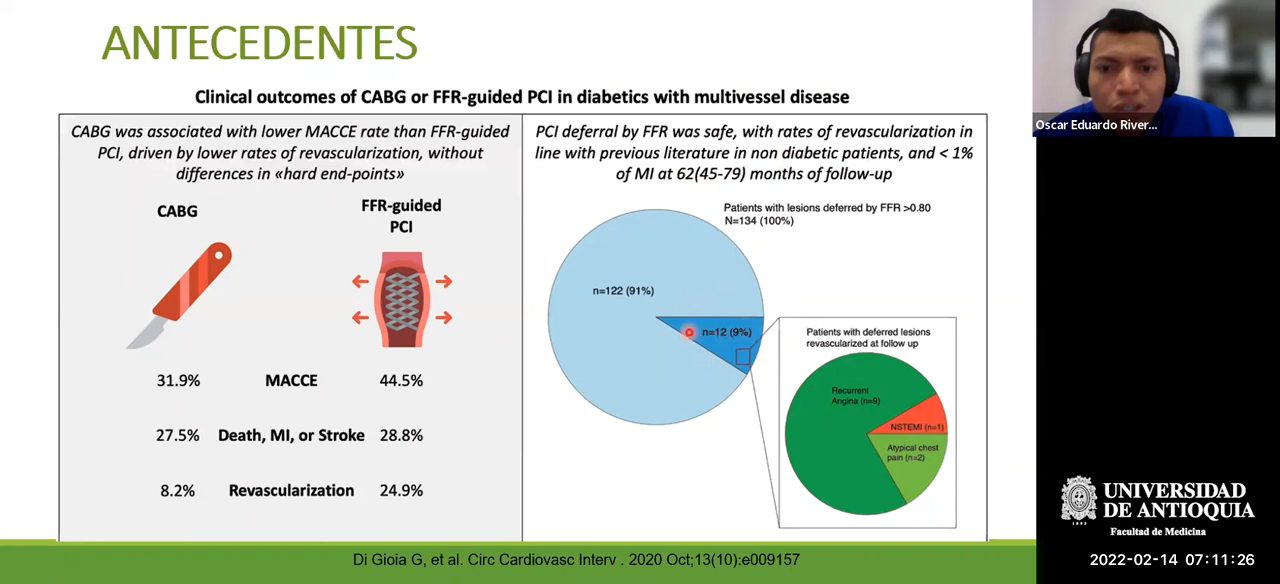 ANTECEDENTES
Clinical outcomes of CABG or FFR-guided PCI in diabetics with multivessel disease
CABG was associated with lower MACCE rate than FFR-guided
PCI, driven by lower rates of revascularization, without
differences in «hard end-points»
CABG
FFR-guided
PCI
31.9% MACCE 44.5%
27.5% Death, MI, or Stroke 28.8%
8.2% Revascularization 24.9%
PCI deferral by FFR was safe, with rates of revascularization in
line with previous literature in non diabetic patients, and < 1%
of MI at 62(45-79) months of follow-up
Patients with lesions deferred by FFR >0.80
N=134 (100%)
n=122 (91%)
n=12 (9%)
Patients with deferred lesions
revascularized at follow up
Recurrent
Angina (n=9)
NSTEMI (n=1)
Atypical chest
pain (n=2)
Di Gioia G, et al. Circ Cardiovasc Interv . 2020 Oct;13(10):e009157
Oscar Eduardo River...
UNIVERSIDAD
DE ANTIOQUIA
1803
Facultad de Medicina
2022-02-14 07:11:26